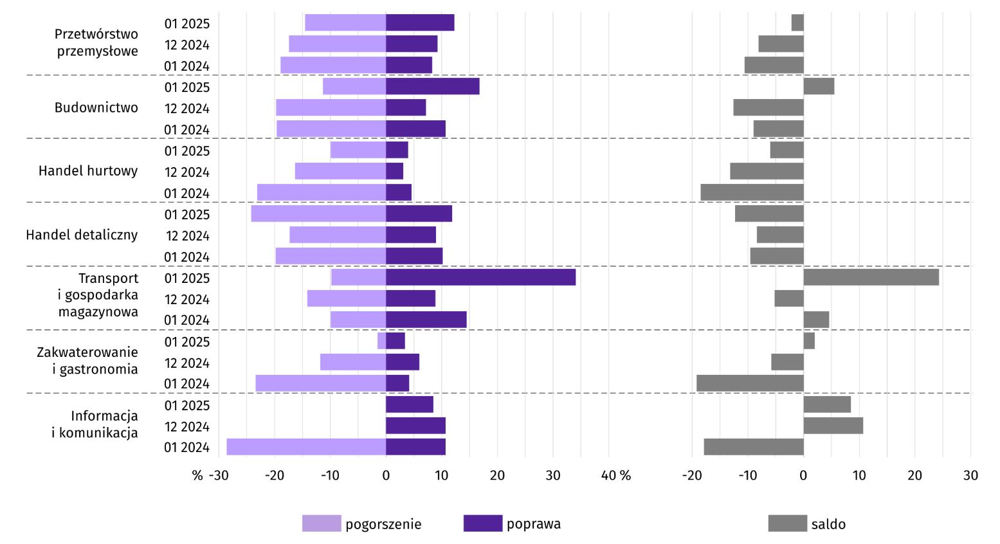 Przetwórstwo
przemysłowe
01 2025
12 2024
01 2024
Budownictwo
01 2025
12 2024
01 2024
Handel hurtowy
01 2025
12 2024
01 2024
Handel detaliczny
01 2025
12 2024
01 2024
Transport
i gospodarka
magazynowa
01 2025
12 2024
01 2024
Zakwaterowanie
i gastronomia
01 2025
12 2024
01 2024
Informacja
i komunikacja
01 2025
12 2024
01 2024
% -30 -20 -10 0 10 20 30 40 % -20 -10 0 10 20 30
pogorszenie poprawa saldo